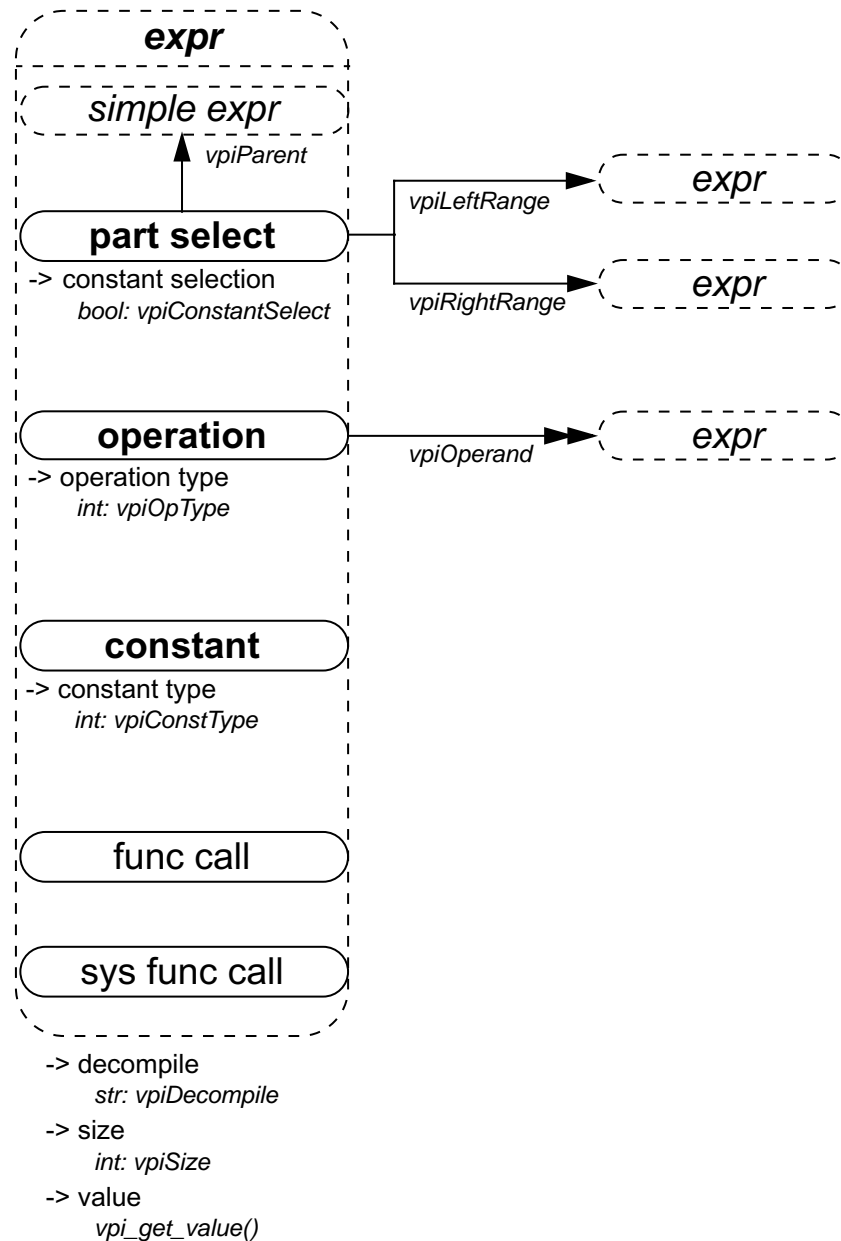 expr
simple expr
vpiParent
part select
-> constant selection
bool: vpiConstantSelect
vpiLeftRange
expr
vpiRightRange
expr
operation
-> operation type
int: vpiOpType
vpiOperand
expr
constant
-> constant type
int: vpiConstType
func call
sys func call
-> decompile
str: vpiDecompile
-> size
int: vpiSize
-> value
vpi_get_value()